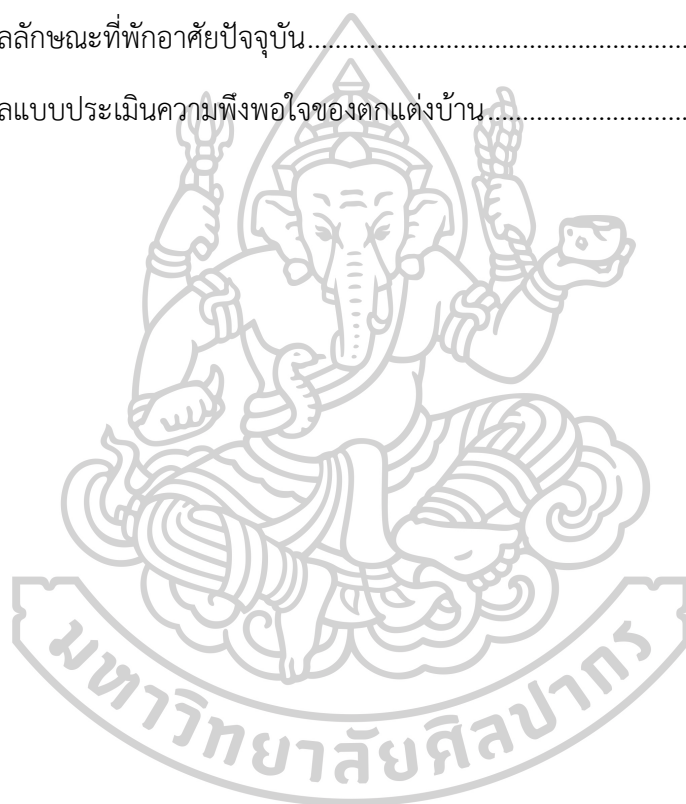 ลลักษณะที่พักอาศัยปัจจุบัน
ลแบบประเมินความพึงพอใจของตกแต่งบ้าน
มหาวิทยาลัยศิลปากร